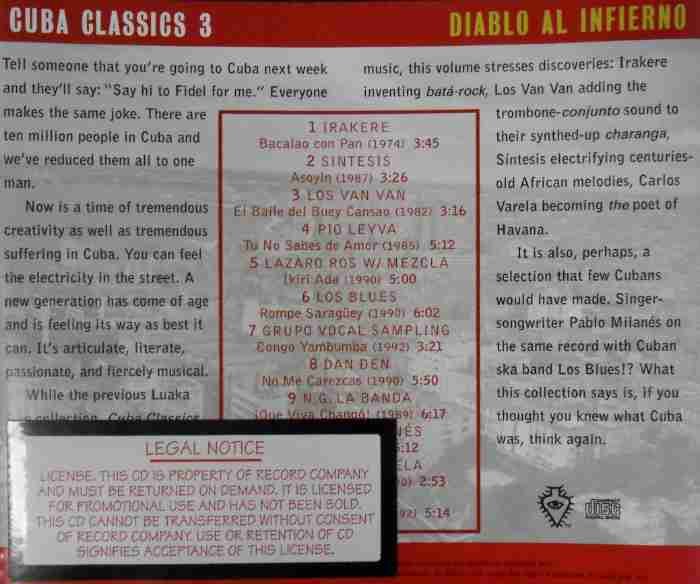 CUBA CLASSICS 3
DIABLO AL INFIERNO
Tell someone that you're going to Cuba next week
and they'll say: "Say hi to Fidel for me." Everyone
makes the same joke. There are
ten million people in Cuba and
we've reduced them all to one
man.
Now is a time of tremendous
creativity as well as tremendous
suffering in Cuba. You can feel
the electricity in the street. A
new generation has come of age
and is feeling its way as best it
can. It's articulate, literate,
passionate, and fiercely musical.
While the previous Luaka
collection, Cuba Classics
1 IRAKERE
Bacalao con Pan (1974) 3:45
2 SINTESIS
Asoyin (1987) 3:26
3 LOS VAN VAN
El Baile del Buey Cansao (1982) 3:16
4 PIO LEYVA
Tu No Sabes de Amor (1985) 5:12
5 LAZARO ROS W/ MEZCLA
Ikiri Ada (1990) 5:00
6 LOS BLUES
Rompe Saragüey (1990) 6:02
7 GRUPO VOCAL SAMPLING
Congo Yambumba (1992) 3:21
8 DAN DEN
No Me Carezcas (1990) 5:50
9 N.G. LA BANDA
¡Que Viva Changó! (1989) 6:17
NÉS
5:12
ELA
0) 2:53
92) 5:14
music, this volume stresses discoveries: Irakere
inventing batá-rock, Los Van Van adding the
trombone-conjunto sound to
their synthed-up charanga,
Síntesis electrifying centuries-
old African melodies, Carlos
Varela becoming the poet of
Havana.
It is also, perhaps, a
selection that few Cubans
would have made. Singer-
songwriter Pablo Milanés on
the same record with Cuban
ska band Los Blues!? What
this collection says is, if you
thought you knew what Cuba
was, think again.
LEGAL NOTICE
LICENSE. THIS CD IS PROPERTY OF RECORD COMPANY
AND MUST BE RETURNED ON DEMAND. IT IS LICENSED
FOR PROMOTIONAL USE AND HAS NOT BEEN SOLD.
THIS CD CANNOT BE TRANSFERRED WITHOUT CONSENT
OF RECORD COMPANY. USE OR RETENTION OF CD
SIGNIFIES ACCEPTANCE OF THIS LICENSE.